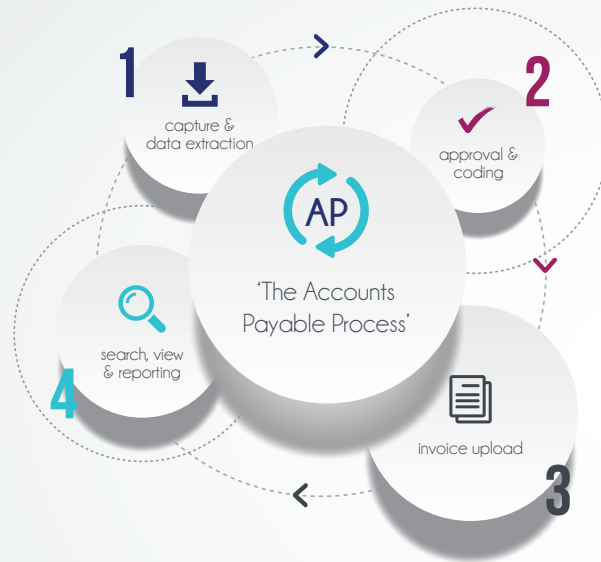 1
capture &
data extraction
2
approval &
coding
AP
‘The Accounts
Payable Process’
4
search, view
& reporting
3
invoice upload